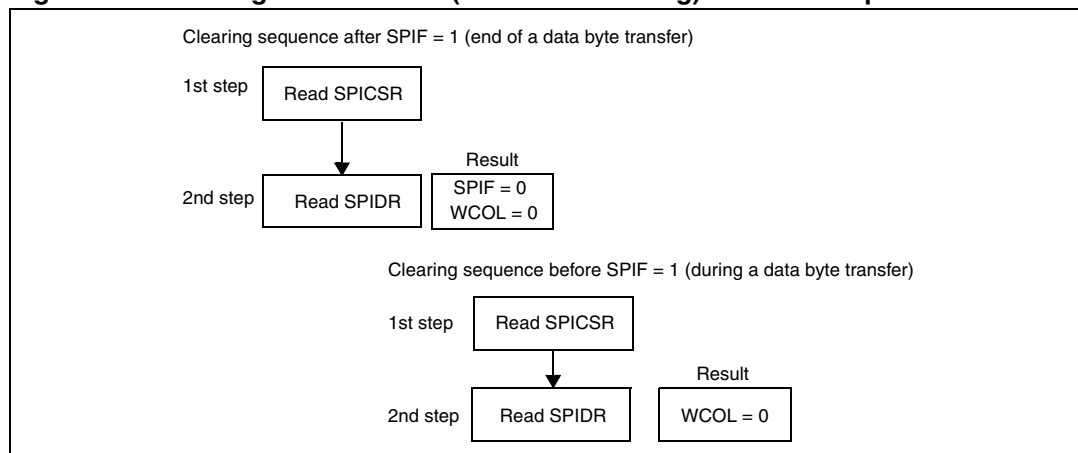 Clearing sequence after SPIF = 1 (end of a data byte transfer)
1st step
Read SPICSR
2nd step
Read SPIDR
Result
SPIF = 0
WCOL = 0
Clearing sequence before SPIF = 1 (during a data byte transfer)
1st step
Read SPICSR
2nd step
Read SPIDR
Result
WCOL = 0